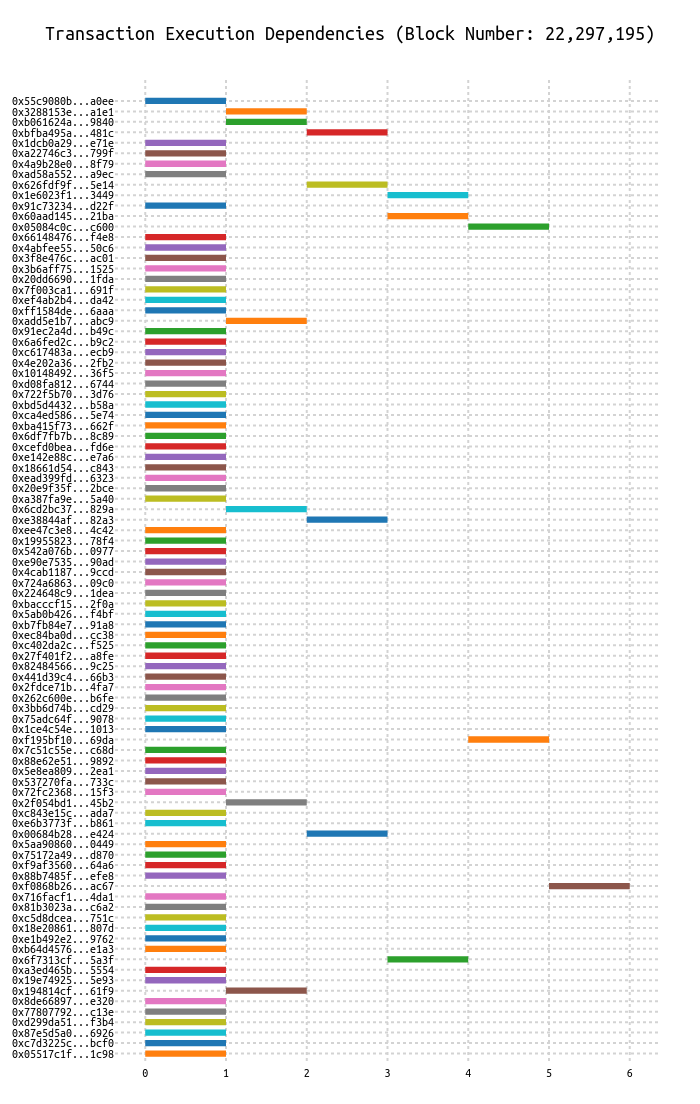 Transaction Execution Dependencies (Block Number: 22,297,195)
0x55c9080b...a0ee
0x3288153e...a1e1
0xb061624a...9840
0xbfba495a...481c
0x1dcb0a29...e71e
0xa22746c3...799f
0x4a9b28e0...8f79
0xad58a552...a9ec
0x626fdf9f...5e14
0x1e6023f1...3449
0x91c73234...d22f
0x60aad145...21ba
0x05084c0c...c600
0x66148476...f4e8
0x4abfee55...50c6
0x3f8e476c...ac01
0x3b6aff75...1525
0x20dd6690...1fda
0x7f003ca1...691f
0xef4ab2b4...da42
0xff1584de...6aaa
0xadd5e1b7...abc9
0x91ec2a4d...b49c
0x6a6fed2c...b9c2
0xc617483a...ecb9
0x4e202a36...2fb2
0x10148492...36f5
0xd08fa812...6744
0x722f5b70...3d76
0xbd5d4432...b58a
0xca4ed586...5e74
0xba415f73...662f
0x6df7fb7b...8c89
0xcefd0bea...fd6e
0xe142e88c...e7a6
0x18661d54...c843
0xead399fd...6323
0x20e9f35f...2bce
0xa387fa9e...5a40
0x6cd2bc37...829a
0xe38844af...82a3
0xee47c3e8...4c42
0x19955823...78f4
0x542a076b...0977
0xe90e7535...90ad
0x4cab1187...9ccd
0x724a6863...09c0
0x224648c9...1dea
0xbacccf15...2f0a
0x5ab0b426...f4bf
0xb7fb84e7...91a8
0xec84ba0d...cc38
0xc402da2c...f525
0x27f401f2...a8fe
0x82484566...9c25
0x441d39c4...66b3
0x2fdce71b...4fa7
0x262c600e...b6fe
0x3bb6d74b...cd29
0x75adc64f...9078
0x1ce4c54e...1013
0xf195bf10...69da
0x7c51c55e...c68d
0x88e62e51...9892
0x5e8ea809...2ea1
0x537270fa...733c
0x72fc2368...15f3
0x2f054bd1...45b2
0xc843e15c...ada7
0xe6b3773f...b861
0x00684b28...e424
0x5aa90860...0449
0x75172a49...d870
0xf9af3560...64a6
0x88b7485f...efe8
0xf0868b26...ac67
0x716facf1...4da1
0x81b3023a...c6a2
0xc5d8dcea...751c
0x18e20861...807d
0xe1b492e2...9762
0xb64d4576...e1a3
0x6f7313cf...5a3f
0xa3ed465b...5554
0x19e74925...5e93
0x194814cf...61f9
0x8de66897...e320
0x77807792...c13e
0xd299da51...f3b4
0x87e5d5a0...6926
0xc7d3225c...bcf0
0x05517c1f...1c98
0 1 2 3 4 5 6